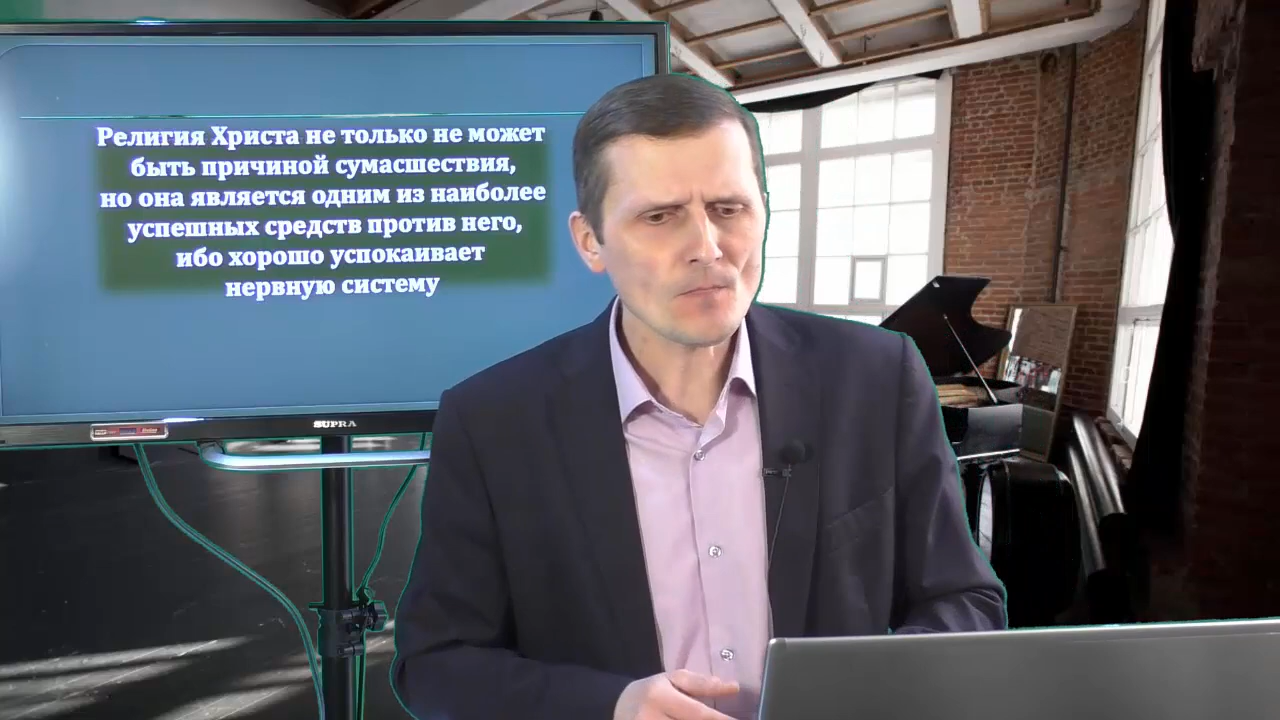 Религия Христа не только не может
быть причиной сумасшествия,
но она является одним из наиболее
успешных средств против него,
ибо хорошо успокаивает
нервную систему
SUPRA